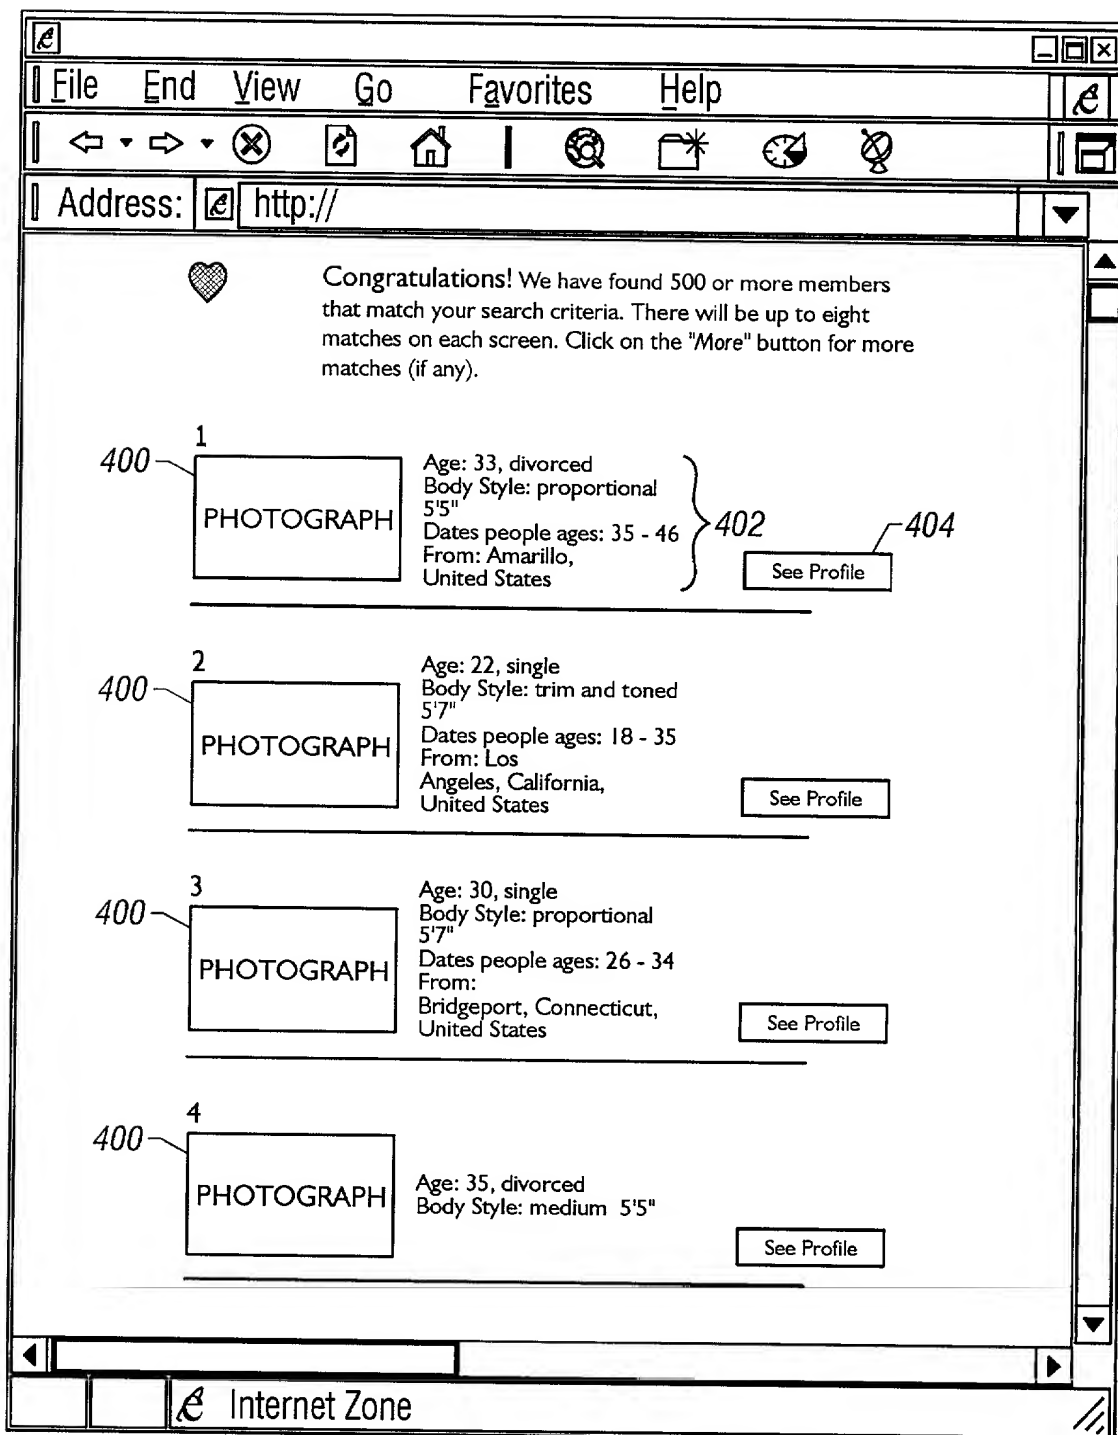 File End View Go Favorites Help
Address: http://
Congratulations! We have found 500 or more members
that match your search criteria. There will be up to eight
matches on each screen. Click on the "More" button for more
matches (if any).
1
400
PHOTOGRAPH
Age: 33, divorced
Body Style: proportional
5'5"
Dates people ages: 35 - 46
From: Amarillo,
United States
402
404
See Profile
2
400
PHOTOGRAPH
Age: 22, single
Body Style: trim and toned
5'7"
Dates people ages: 18 - 35
From: Los
Angeles, California,
United States
See Profile
3
400
PHOTOGRAPH
Age: 30, single
Body Style: proportional
5'7"
Dates people ages: 26 - 34
From:
Bridgeport, Connecticut,
United States
See Profile
4
400
PHOTOGRAPH
Age: 35, divorced
Body Style: medium 5'5"
See Profile
Internet Zone